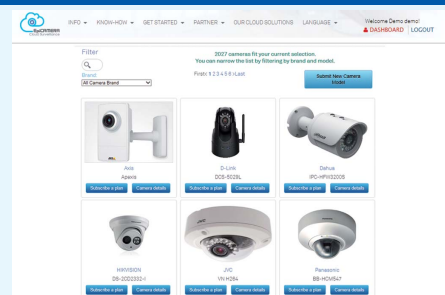 INFO KNOW-HOW GET STARTED PARTNER OUR CLOUD SOLUTIONS LANGUAGE
Welcome Demo demo!
DASHBOARD LOGOUT
Filter
Brand
All Camera Brand
2027 cameras fit your current selection.
You can narrow the list by filtering by brand and model.
First< 1 2 3 4 5 6 >Last
Submit New Camera
Model
Axis D-Link Dahua
Apexis DCS-5029L IPC-HFW3200S
Subscribe a plan Camera details Subscribe a plan Camera details Subscribe a plan Camera details
HIKVISION JVC Panasonic
DS-2DD2332-I VN H264 BB-HCM547
Subscribe a plan Camera details Subscribe a plan Camera details Subscribe a plan Camera details